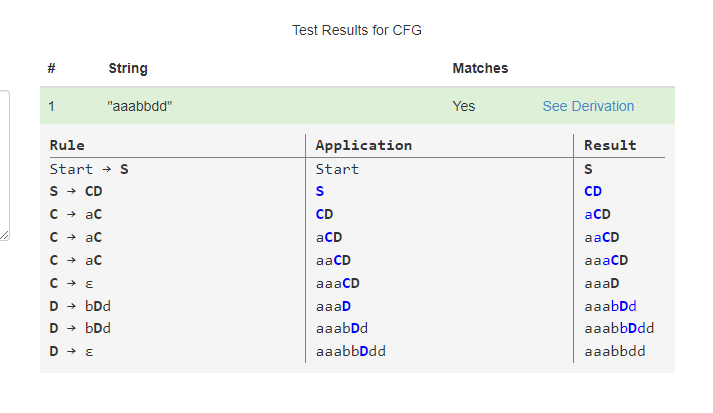 Test Results for CFG
# String Matches
1 "aaabbdd" Yes See Derivation
Rule Application Result
Start → S Start S
S → CD S CD
C → aC CD aCD
C → aC aCD aaCD
C → aC aaCD aaaCD
C → ε aaaCD aaaD
D → bDd aaaD aaabDd
D → bDd aaabDd aaabbDdd
D → ε aaabbDdd aaabbdd